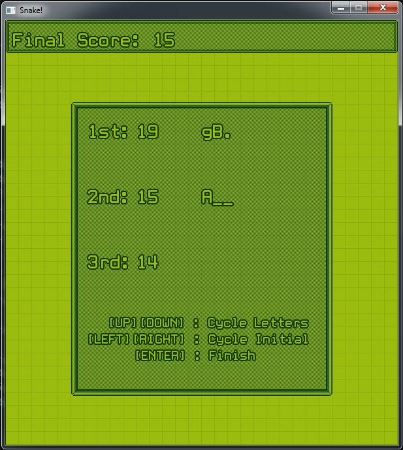 Snake!
Final Score: 15
1st: 19 gB.
2nd: 15 A__
3rd: 14
[UP][DOWN] : Cycle Letters
[LEFT][RIGHT] : Cycle Initial
[ENTER] : Finish